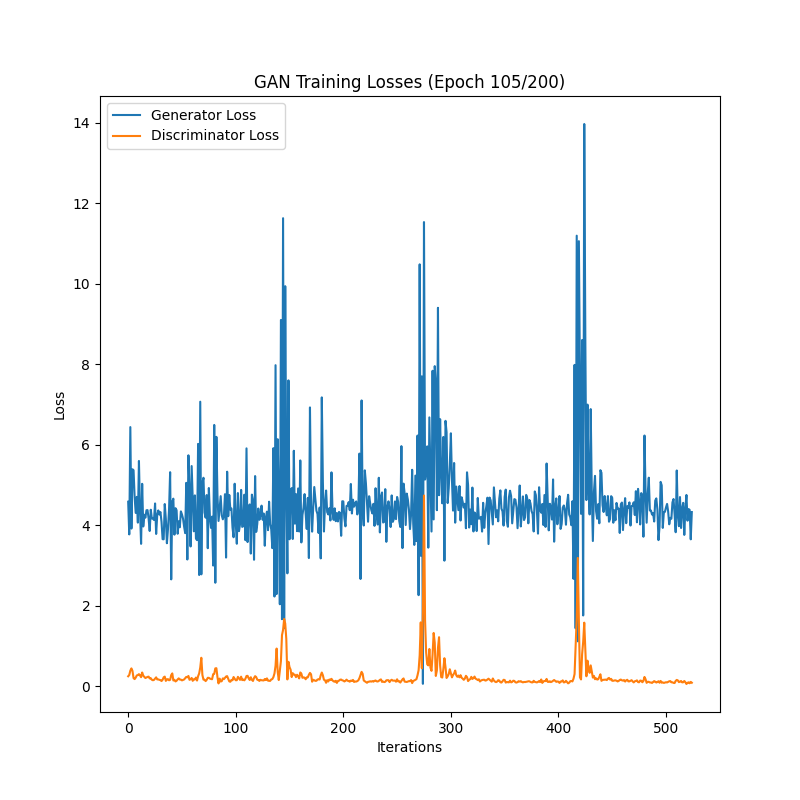 GAN Training Losses (Epoch 105/200)
Generator Loss
Discriminator Loss
14
12
10
8
6
4
2
0
Loss
0 100 200 300 400 500
Iterations